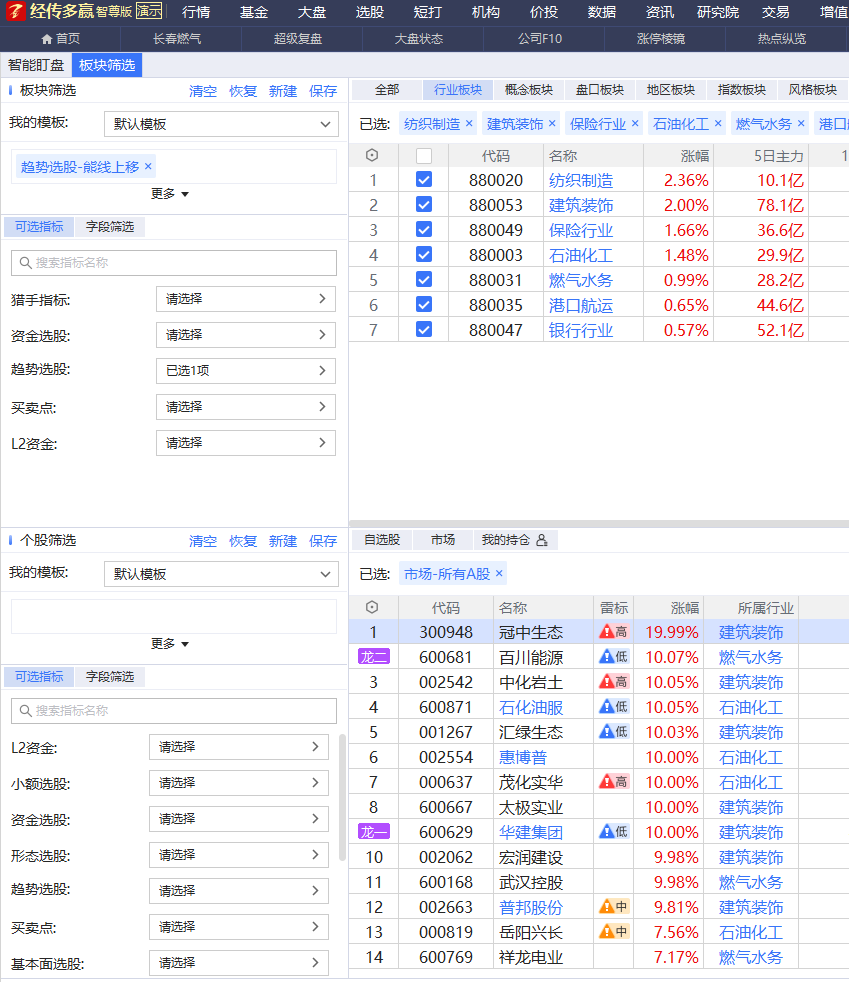 经传多赢 智尊版 演示 行情 基金 大盘 选股 短打 机构 价投 数据 资讯 研究院 交易 增值
首页 长春燃气 超级复盘 大盘状态 公司F10 涨停棱镜 热点纵览
智能盯盘 板块筛选
板块筛选 清空 恢复 新建 保存
我的模板: 默认模板
趋势选股-熊线上移 ×
更多
可选指标 字段筛选
搜索指标名称
猎手指标: 请选择
资金选股: 请选择
趋势选股: 已选1项
买卖点: 请选择
L2资金: 请选择
全部 行业板块 概念板块 盘口板块 地区板块 指数板块 风格板块
已选: 纺织制造 × 建筑装饰 × 保险行业 × 石油化工 × 燃气水务 × 港口
代码 名称 涨幅 5日主力 1
1 880020 纺织制造 2.36% 10.1亿
2 880053 建筑装饰 2.00% 78.1亿
3 880049 保险行业 1.66% 36.6亿
4 880003 石油化工 1.48% 29.9亿
5 880031 燃气水务 0.99% 28.2亿
6 880035 港口航运 0.65% 44.6亿
7 880047 银行行业 0.57% 52.1亿
个股筛选 清空 恢复 新建 保存
我的模板: 默认模板
更多
可选指标 字段筛选
搜索指标名称
L2资金: 请选择
小额选股: 请选择
资金选股: 请选择
形态选股: 请选择
趋势选股: 请选择
买卖点: 请选择
基本面选股: 请选择
自选股 市场 我的持仓
已选: 市场-所有A股 ×
代码 名称 雷标 涨幅 所属行业
1 300948 冠中生态 高 19.99% 建筑装饰
龙二 600681 百川能源 低 10.07% 燃气水务
3 002542 中化岩土 高 10.05% 建筑装饰
4 600871 石化油服 低 10.05% 石油化工
5 001267 汇绿生态 低 10.03% 建筑装饰
6 002554 惠博普 10.00% 石油化工
7 000637 茂化实华 高 10.00% 石油化工
8 600667 太极实业 10.00% 建筑装饰
龙一 600629 华建集团 低 10.00% 建筑装饰
10 002062 宏润建设 9.98% 建筑装饰
11 600168 武汉控股 9.98% 燃气水务
12 002663 普邦股份 中 9.81% 建筑装饰
13 000819 岳阳兴长 中 7.56% 石油化工
14 600769 祥龙电业 7.17% 燃气水务